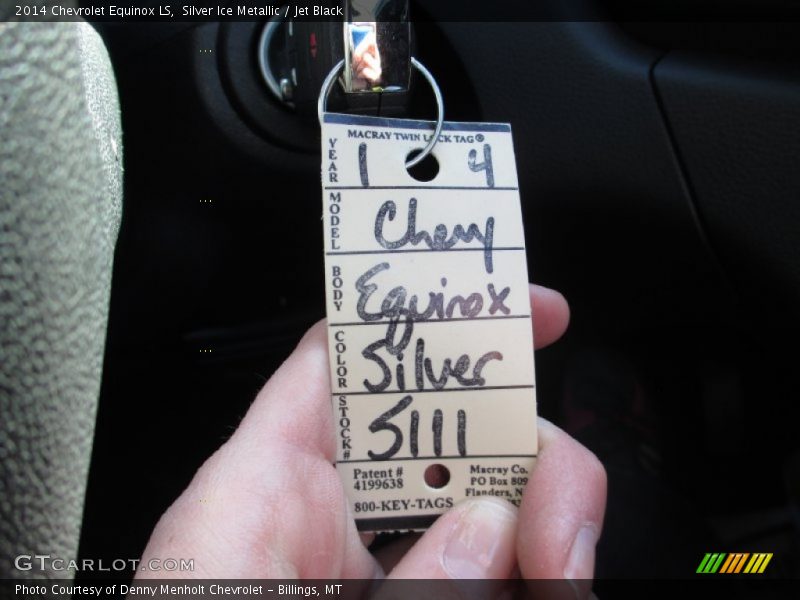 2014 Chevrolet Equinox LS,  Silver Ice Metallic / Jet Black
MACRAY TWIN LOCK TAG®
YEAR 1 4
MODEL Chevy
BODY Equinox
COLOR Silver
STOCK# 5111
Patent #
4199638
Macray Co.
PO Box 809
Flanders, N
800-KEY-TAGS
GTCARLOT.COM
Photo Courtesy of Denny Menholt Chevrolet – Billings, MT